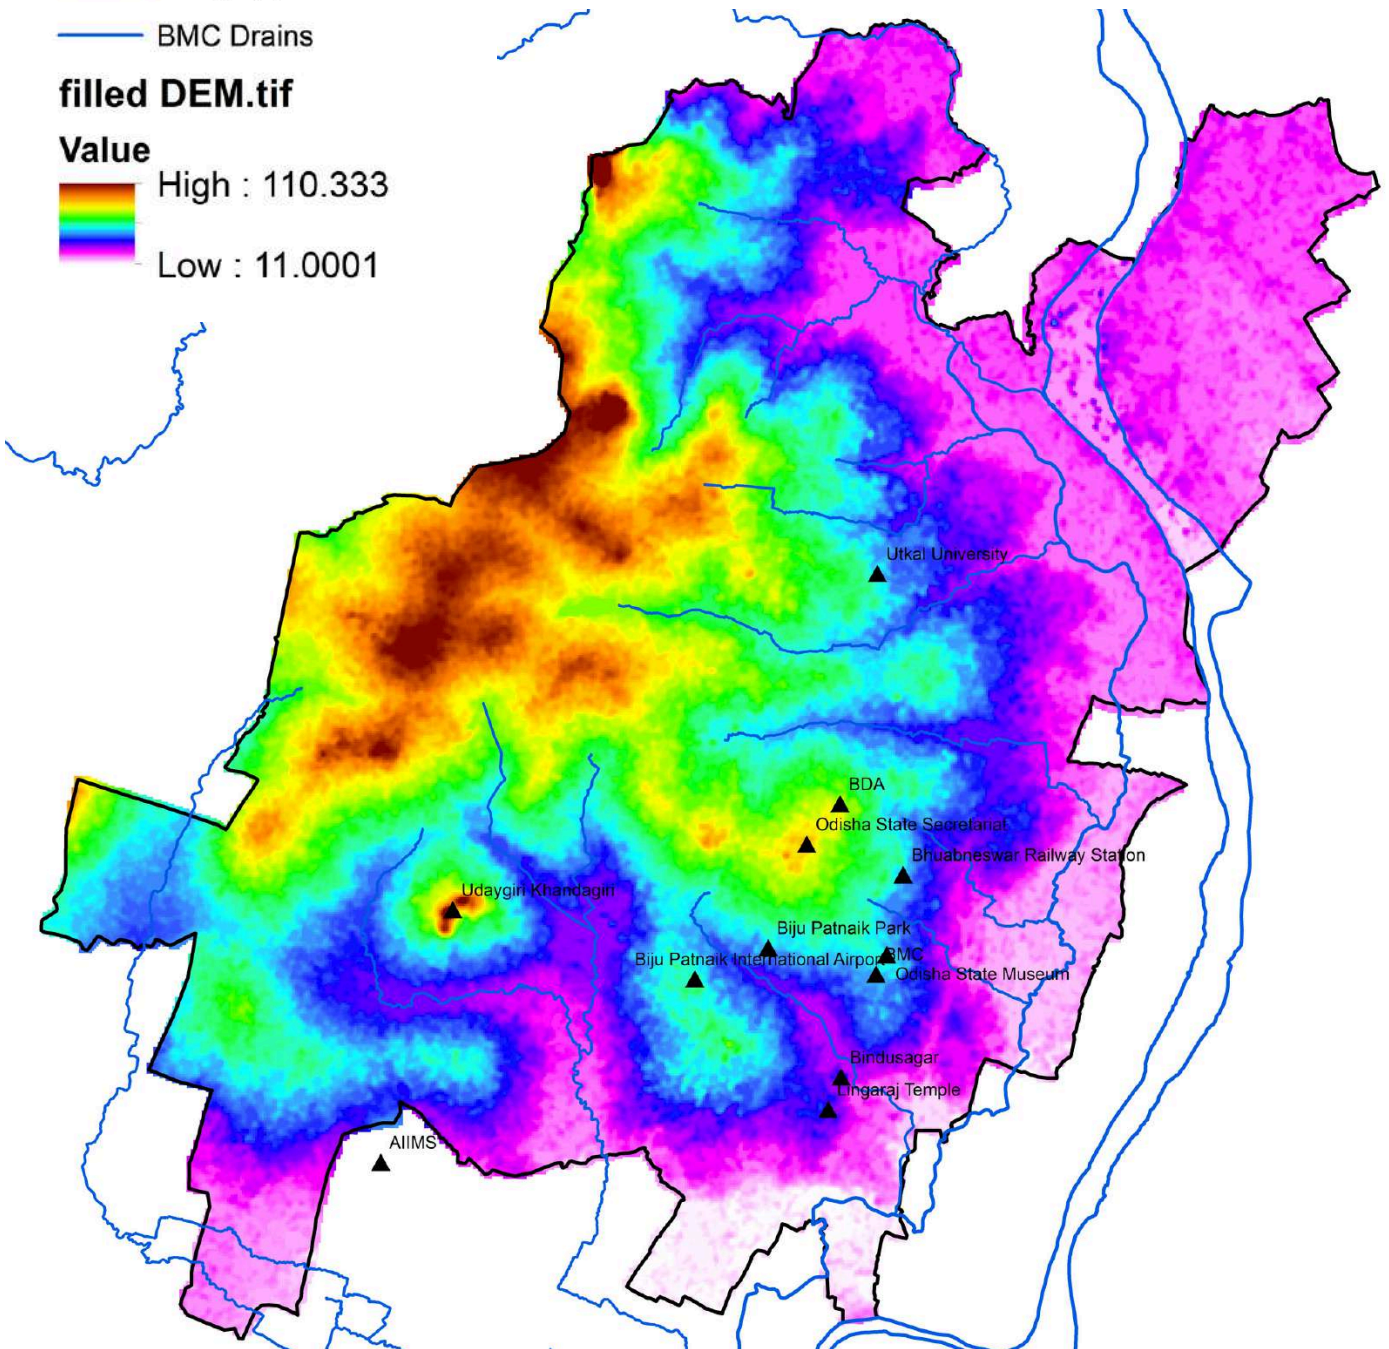 BMC Drains
filled DEM.tif
Value
High : 110.333
Low : 11.0001
Utkal University
BDA
Odisha State Secretariat
Bhuabneswar Railway Station
Udaygiri Khandagiri
Biju Patnaik Park
Biju Patnaik International Airport
BMC
Odisha State Museum
Bindusagar
Lingaraj Temple
AIIMS